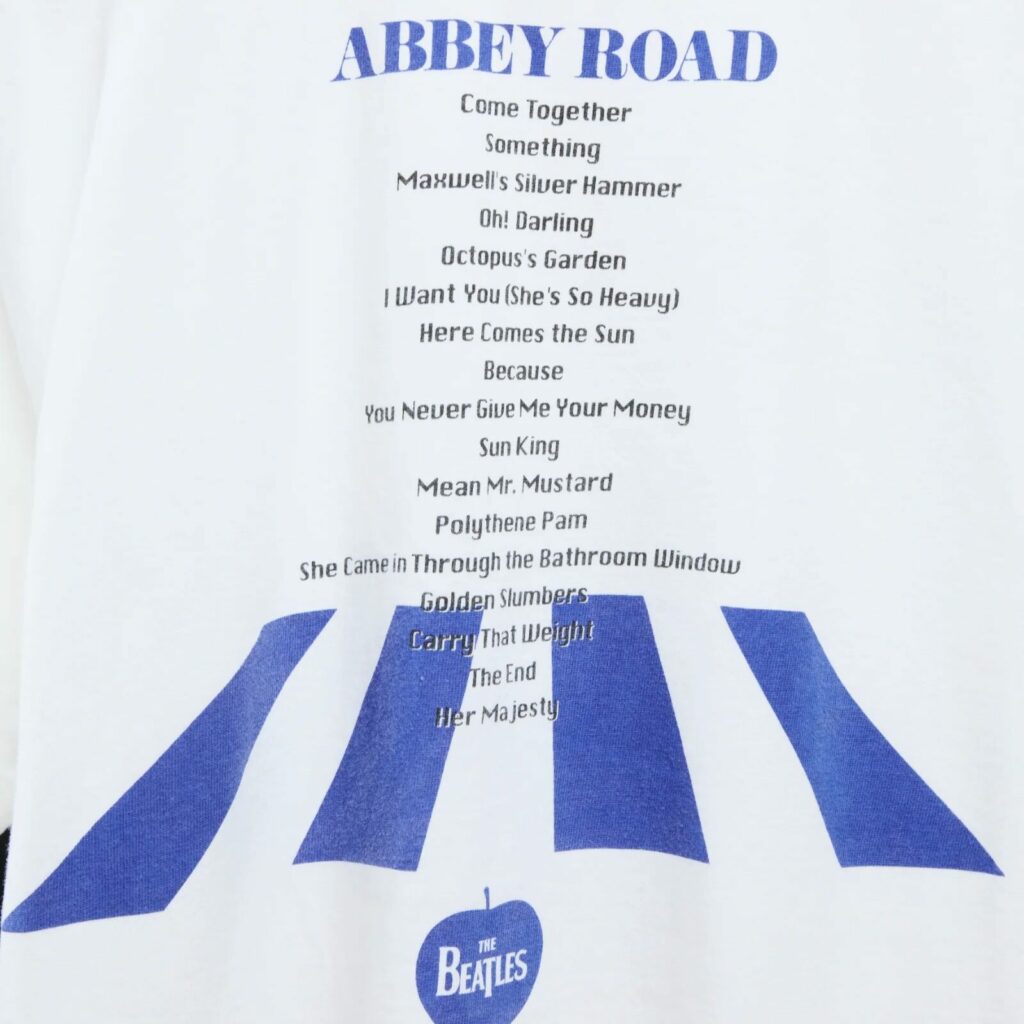 ABBEY ROAD
Come Together
Something
Maxwell's Silver Hammer
Oh! Darling
Octopus's Garden
I Want You (She's So Heavy)
Here Comes the Sun
Because
You Never Give Me Your Money
Sun King
Mean Mr. Mustard
Polythene Pam
She Came in Through the Bathroom Window
Golden Slumbers
Carry That Weight
The End
Her Majesty
THE
BEATLES